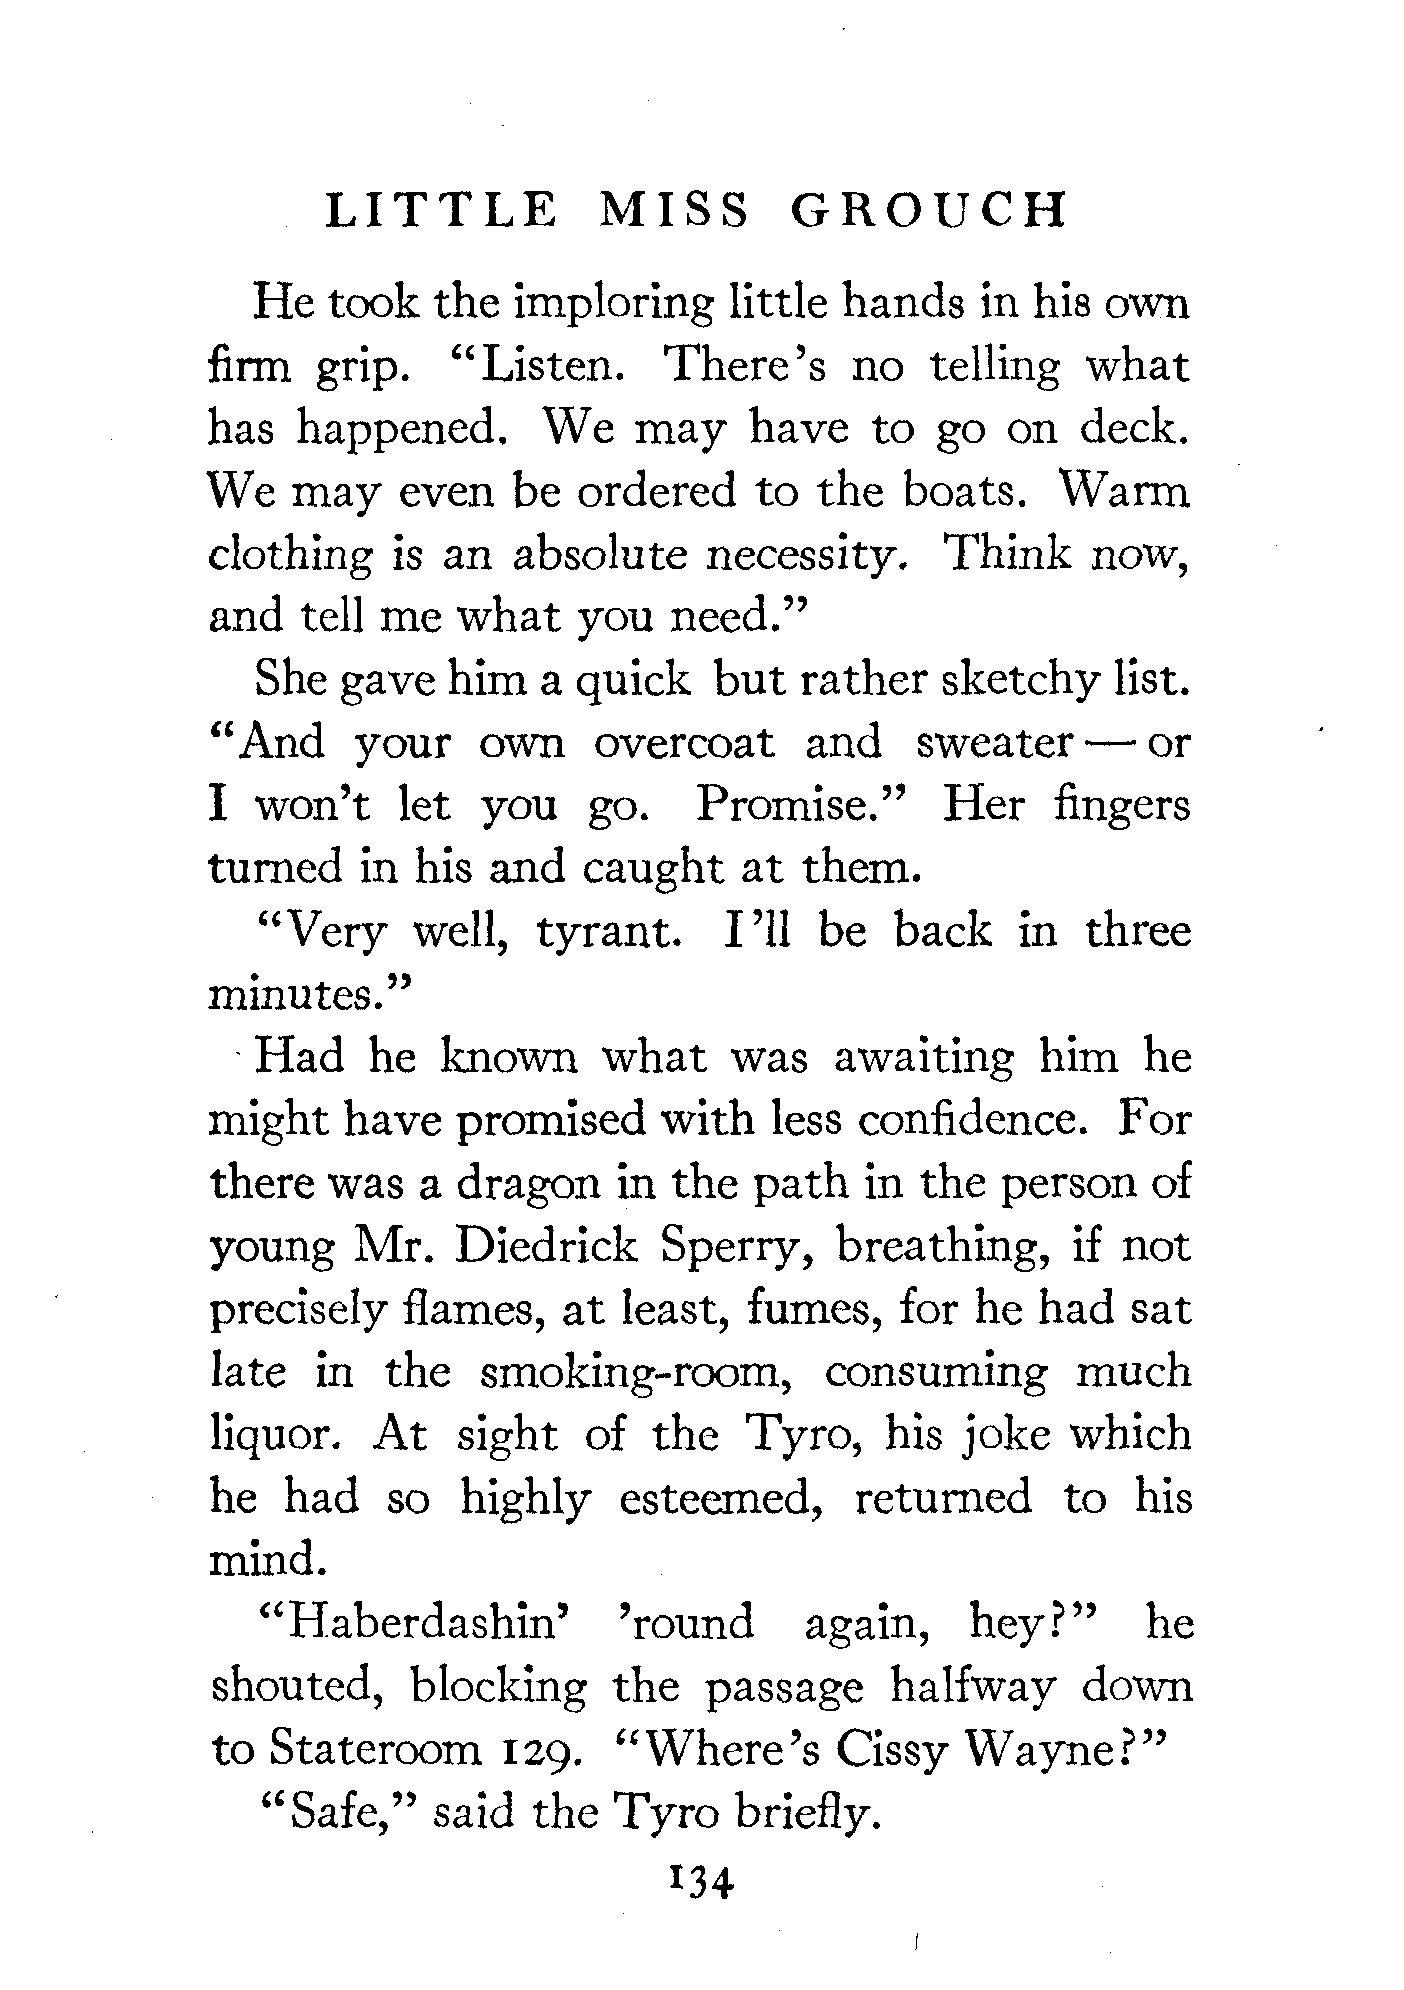 LITTLE MISS GROUCH
He took the imploring little hands in his own
firm grip. "Listen. There's no telling what
has happened. We may have to go on deck.
We may even be ordered to the boats. Warm
clothing is an absolute necessity. Think now,
and tell me what you need."
She gave him a quick but rather sketchy list.
"And your own overcoat and sweater — or
I won't let you go. Promise." Her fingers
turned in his and caught at them.
"Very well, tyrant. I'll be back in three
minutes."
Had he known what was awaiting him he
might have promised with less confidence. For
there was a dragon in the path in the person of
young Mr. Diedrick Sperry, breathing, if not
precisely flames, at least, fumes, for he had sat
late in the smoking-room, consuming much
liquor. At sight of the Tyro, his joke which
he had so highly esteemed, returned to his
mind.
"Haberdashin' 'round again, hey?" he
shouted, blocking the passage halfway down
to Stateroom 129. "Where's Cissy Wayne?"
"Safe," said the Tyro briefly.
134